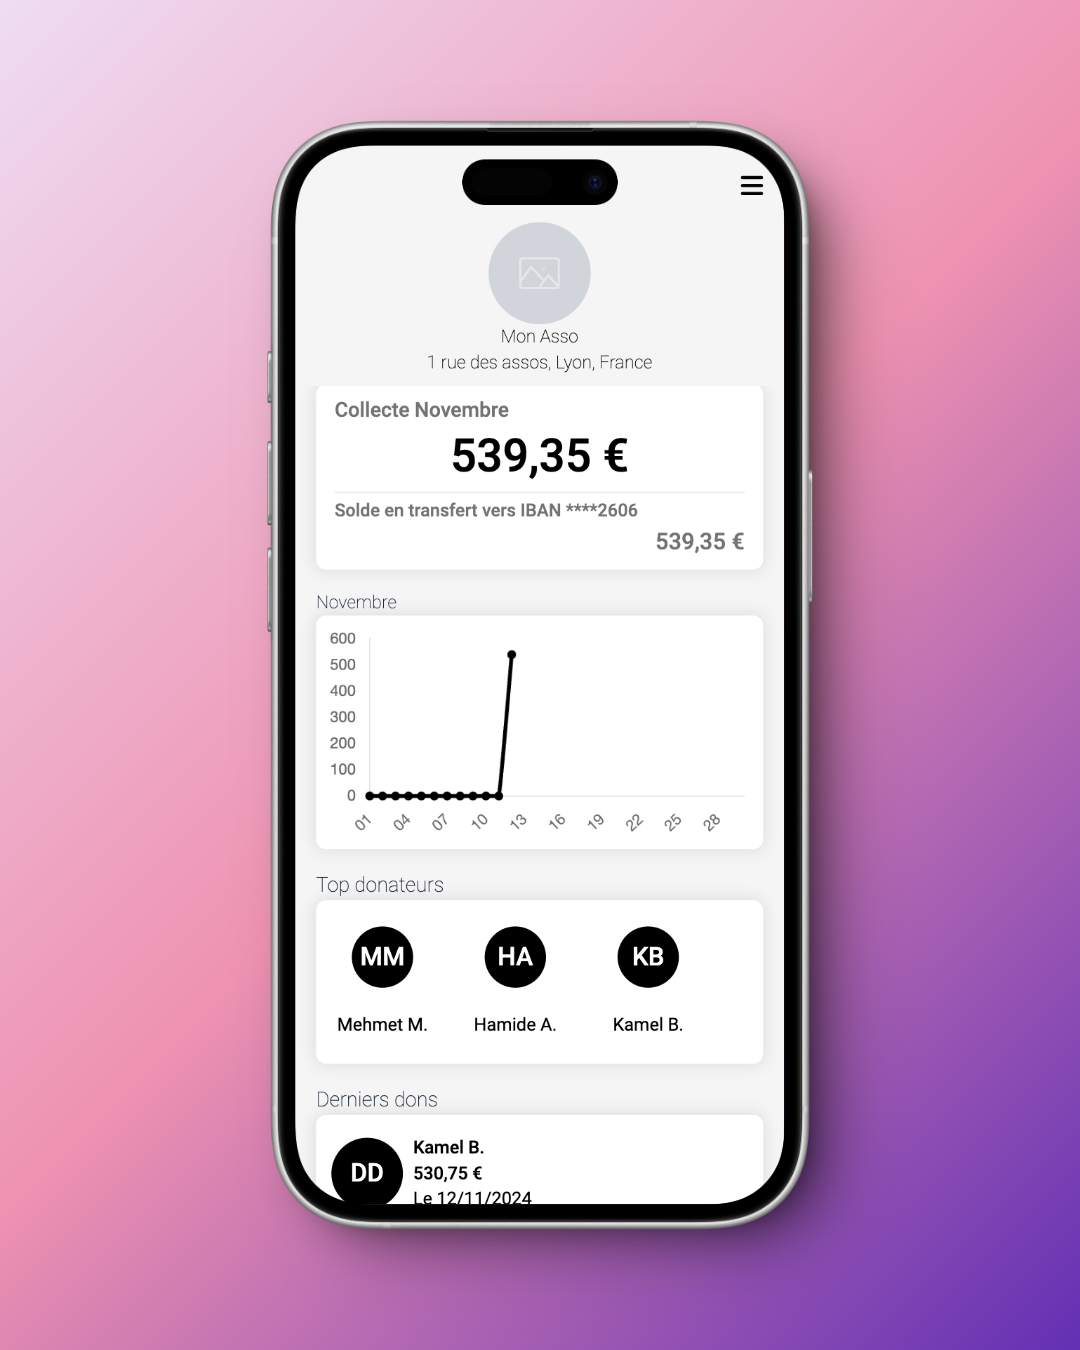 Mon Asso
1 rue des assos, Lyon, France
Collecte Novembre
539,35 €
Solde en transfert vers IBAN ****2606
539,35 €
Novembre
600
500
400
300
200
100
0
01 04 07 10 13 16 19 22 25 28
Top donateurs
MM HA KB
Mehmet M. Hamide A. Kamel B.
Derniers dons
DD
Kamel B.
530,75 €
Le 12/11/2024